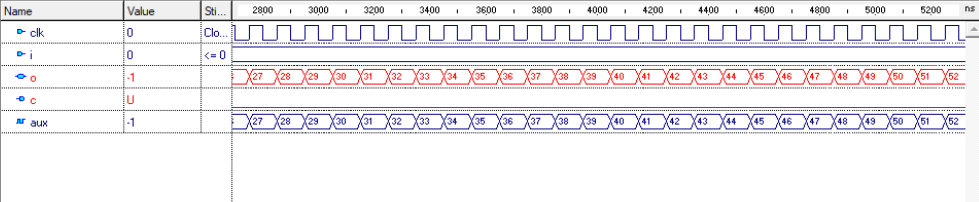 Name Value Sti... 2800 3000 3200 3400 3600 3800 4000 4200 4400 4600 4800 5000 5200 ns
clk 0 Clo...
i 0 <= 0
o -1 27 28 29 30 31 32 33 34 35 36 37 38 39 40 41 42 43 44 45 46 47 48 49 50 51 52
c U
aux -1 27 28 29 30 31 32 33 34 35 36 37 38 39 40 41 42 43 44 45 46 47 48 49 50 51 52